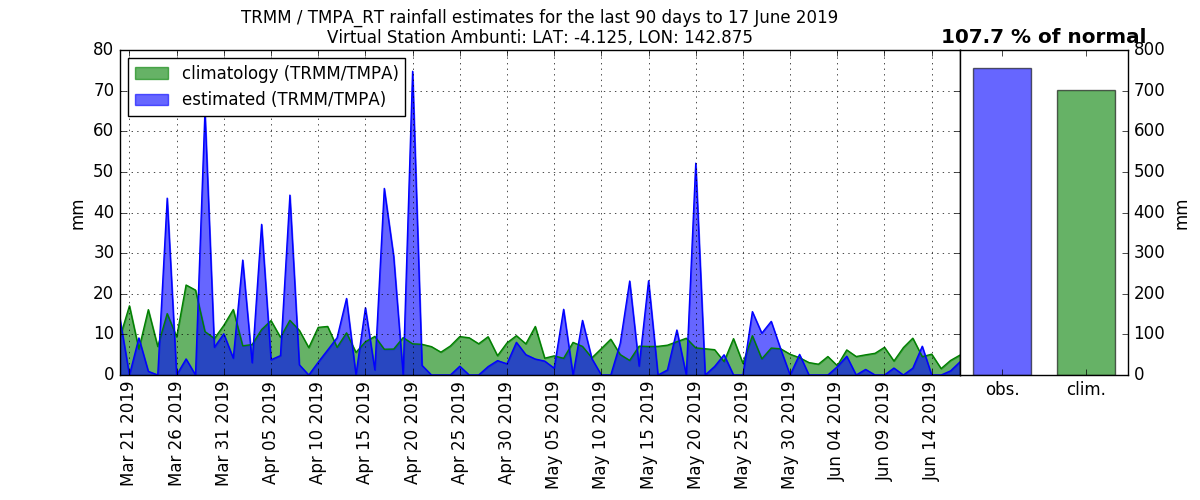 TRMM / TMPA_RT rainfall estimates for the last 90 days to 17 June 2019
Virtual Station Ambunti: LAT: -4.125, LON: 142.875
107.7 % of normal
climatology (TRMM/TMPA)
estimated (TRMM/TMPA)
80
70
60
50
40
30
20
10
0
mm
Mar 21 2019
Mar 26 2019
Mar 31 2019
Apr 05 2019
Apr 10 2019
Apr 15 2019
Apr 20 2019
Apr 25 2019
Apr 30 2019
May 05 2019
May 10 2019
May 15 2019
May 20 2019
May 25 2019
May 30 2019
Jun 04 2019
Jun 09 2019
Jun 14 2019
800
700
600
500
400
300
200
100
0
mm
obs.
clim.